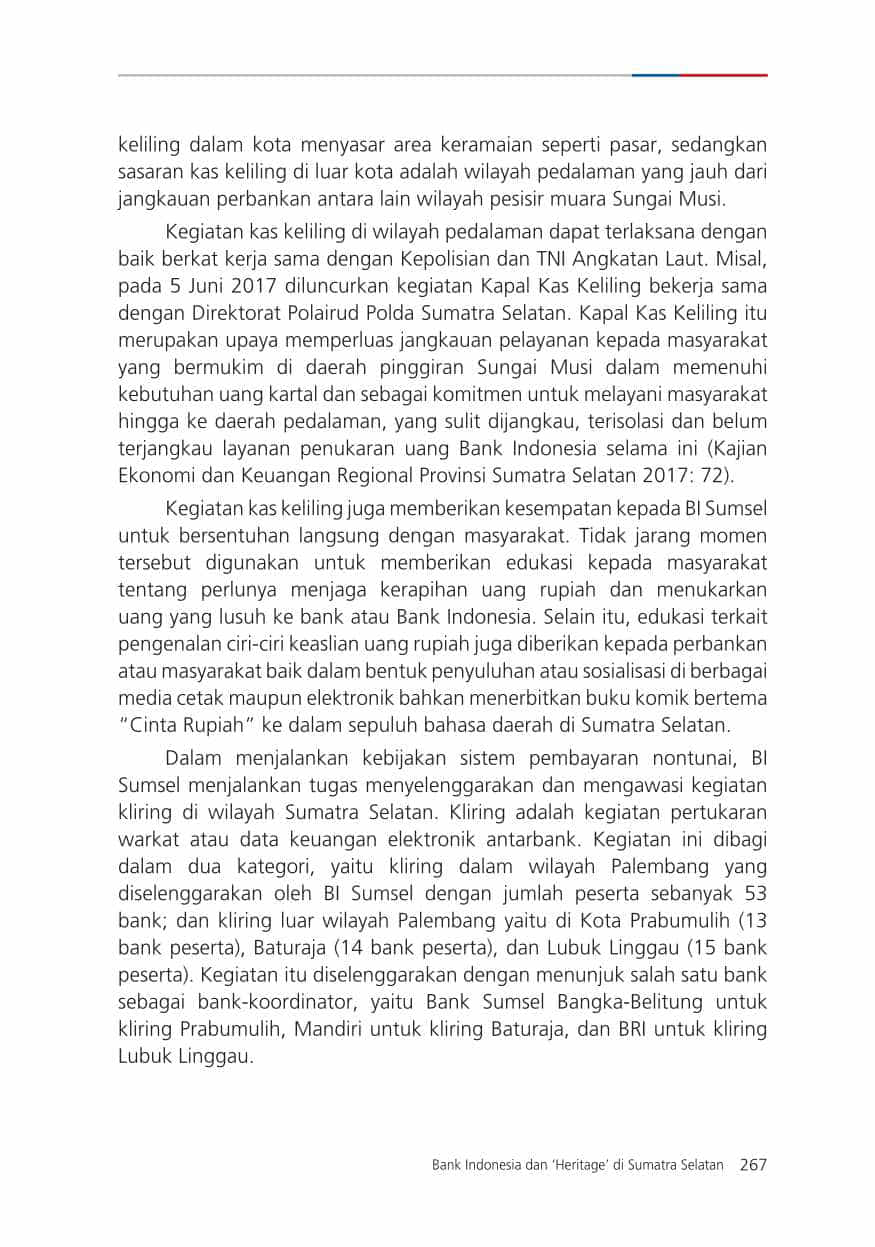 keliling dalam kota menyasar area keramaian seperti pasar, sedangkan
sasaran kas keliling di luar kota adalah wilayah pedalaman yang jauh dari
jangkauan perbankan antara lain wilayah pesisir muara Sungai Musi.
Kegiatan kas keliling di wilayah pedalaman dapat terlaksana dengan
baik berkat kerja sama dengan Kepolisian dan TNI Angkatan Laut. Misal,
pada 5 Juni 2017 diluncurkan kegiatan Kapal Kas Keliling bekerja sama
dengan Direktorat Polairud Polda Sumatra Selatan. Kapal Kas Keliling itu
merupakan upaya memperluas jangkauan pelayanan kepada masyarakat
yang bermukim di daerah pinggiran Sungai Musi dalam memenuhi
kebutuhan uang kartal dan sebagai komitmen untuk melayani masyarakat
hingga ke daerah pedalaman, yang sulit dijangkau, terisolasi dan belum
terjangkau layanan penukaran uang Bank Indonesia selama ini (Kajian
Ekonomi dan Keuangan Regional Provinsi Sumatra Selatan 2017: 72).
Kegiatan kas keliling juga memberikan kesempatan kepada BI Sumsel
untuk bersentuhan langsung dengan masyarakat. Tidak jarang momen
tersebut digunakan untuk memberikan edukasi kepada masyarakat
tentang perlunya menjaga kerapihan uang rupiah dan menukarkan
uang yang lusuh ke bank atau Bank Indonesia. Selain itu, edukasi terkait
pengenalan ciri-ciri keaslian uang rupiah juga diberikan kepada perbankan
atau masyarakat baik dalam bentuk penyuluhan atau sosialisasi di berbagai
media cetak maupun elektronik bahkan menerbitkan buku komik bertema
“Cinta Rupiah” ke dalam sepuluh bahasa daerah di Sumatra Selatan.
Dalam menjalankan kebijakan sistem pembayaran nontunai, BI
Sumsel menjalankan tugas menyelenggarakan dan mengawasi kegiatan
kliring di wilayah Sumatra Selatan. Kliring adalah kegiatan pertukaran
warkat atau data keuangan elektronik antarbank. Kegiatan ini dibagi
dalam dua kategori, yaitu kliring dalam wilayah Palembang yang
diselenggarakan oleh BI Sumsel dengan jumlah peserta sebanyak 53
bank; dan kliring luar wilayah Palembang yaitu di Kota Prabumulih (13
bank peserta), Baturaja (14 bank peserta), dan Lubuk Linggau (15 bank
peserta). Kegiatan itu diselenggarakan dengan menunjuk salah satu bank
sebagai bank-koordinator, yaitu Bank Sumsel Bangka-Belitung untuk
kliring Prabumulih, Mandiri untuk kliring Baturaja, dan BRI untuk kliring
Lubuk Linggau.
Bank Indonesia dan ‘Heritage’ di Sumatra Selatan 267